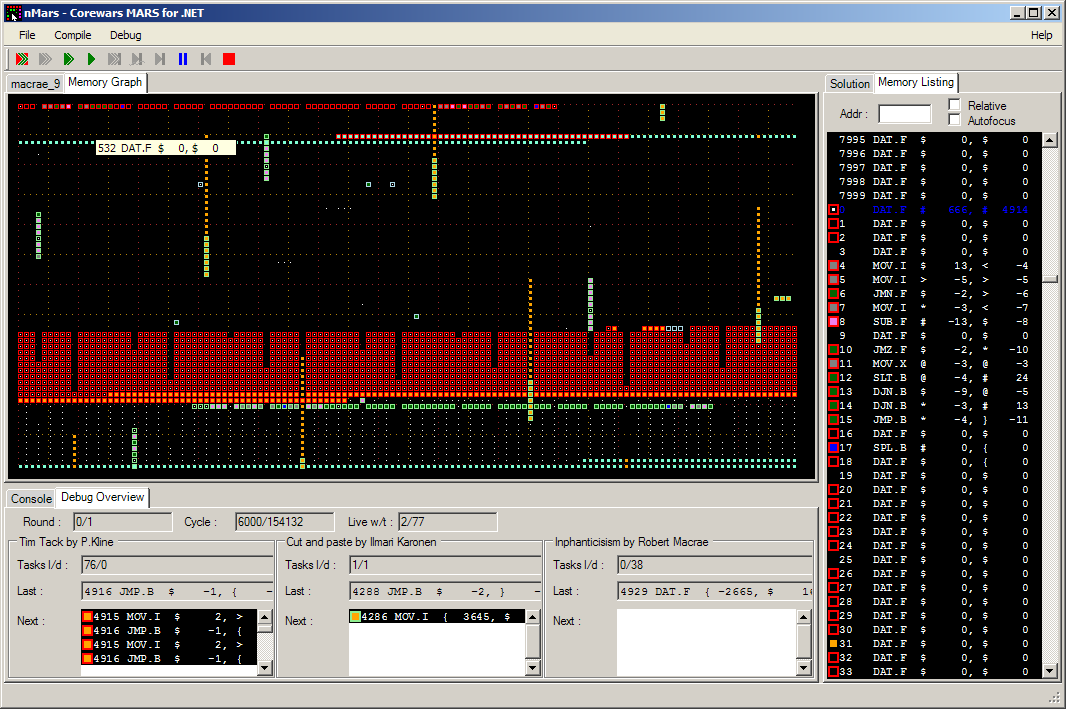 nMars - Corewars MARS for .NET
File Compile Debug Help
macrae_9 Memory Graph
Solution Memory Listing
Addr : Relative
Autofocus
532 DAT.F $ 0, $ 0
7995 DAT.F $ 0, $ 0
7996 DAT.F $ 0, $ 0
7997 DAT.F $ 0, $ 0
7998 DAT.F $ 0, $ 0
7999 DAT.F $ 0, $ 0
0 DAT.F # 4914
1 DAT.F $ 0, $ 0
2 DAT.F $ 0, $ 0
3 DAT.F $ 0, $ 0
4 MOV.I $ 13, < -4
5 MOV.I > -5, > -5
6 JMN.F $ -2, > -6
7 MOV.I * -3, < -7
8 SUB.F # -13, $ -8
9 DAT.F $ 0, $ 0
10 JMZ.F $ -2, * -10
11 MOV.X @ -3, @ -3
12 SLT.B @ -4, # 24
13 DJN.B $ -9, @ -5
14 DJN.B * -3, # 13
15 JMP.B * -4, } -11
16 DAT.F $ 0, $ 0
17 SPL.B # 0, { 0
18 DAT.F $ 0, { 0
19 DAT.F $ 0, $ 0
20 DAT.F $ 0, $ 0
21 DAT.F $ 0, $ 0
22 DAT.F $ 0, $ 0
23 DAT.F $ 0, $ 0
24 DAT.F $ 0, $ 0
25 DAT.F $ 0, $ 0
26 DAT.F $ 0, $ 0
27 DAT.F $ 0, $ 0
28 DAT.F $ 0, $ 0
29 DAT.F $ 0, $ 0
30 DAT.F $ 0, $ 0
31 DAT.F $ 0, $ 0
32 DAT.F $ 0, $ 0
33 DAT.F $ 0, $ 0
Console Debug Overview
Round : 0/1 Cycle : 6000/154132 Live w/t : 2/77
Tim Tack by P.Kline
Tasks l/d : 76/0
Last : 4916 JMP.B $ -1, { -
Next : 4915 MOV.I $ 2, >
4916 JMP.B $ -1, {
4915 MOV.I $ 2, >
4916 JMP.B $ -1, {
Cut and paste by Ilmari Karonen
Tasks l/d : 1/1
Last : 4288 JMP.B $ -2, } -
Next : 4286 MOV.I { 3645, $
Inphanticisism by Robert Macrae
Tasks l/d : 0/38
Last : 4929 DAT.F { -2665, $ 16
Next :